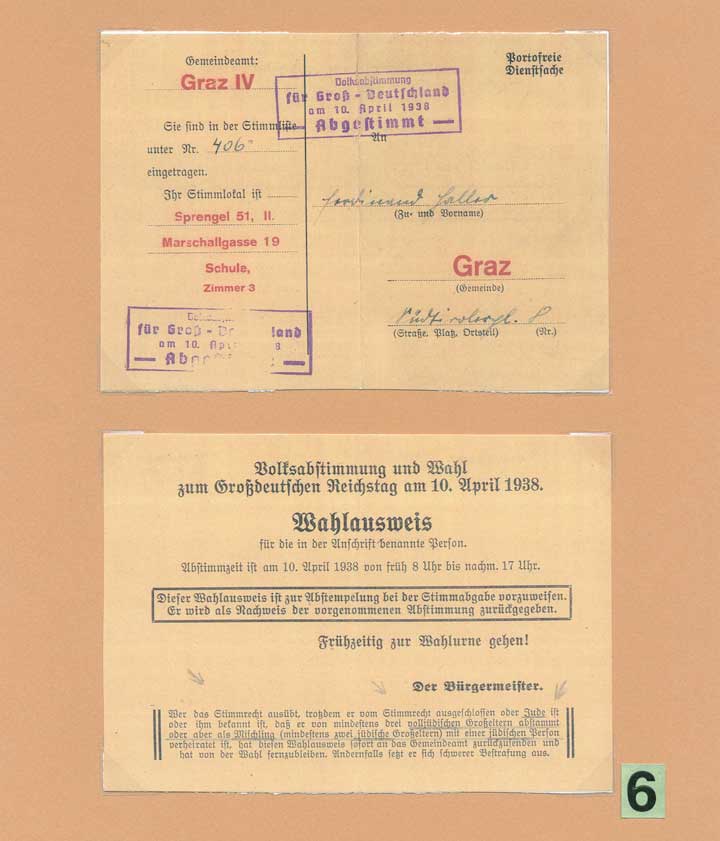 Gemeindeamt:
Graz IV
Sie sind in der Stimmliste
unter Nr. 406
eingetragen.
Ihr Stimmlokal ist
Sprengel 51, II.
Marschallgasse 19
Schule,
Zimmer 3
Volksabstimmung
für Groß-Deutschland
am 10. April 1938
— Abgestimmt —
Portofreie
Dienstsache
An
Ferdinand Haller
(Zu- und Vorname)
Graz
(Gemeinde)
Südtirolerpl. 8
(Straße, Platz, Ortsteil) (Nr.)
für Groß-De land
am 10. Apr 8
— Abge
Volksabstimmung und Wahl
zum Großdeutschen Reichstag am 10. April 1938.
Wahlausweis
für die in der Anschrift benannte Person.
Abstimmzeit ist am 10. April 1938 von früh 8 Uhr bis nachm. 17 Uhr.
Dieser Wahlausweis ist zur Abstempelung bei der Stimmabgabe vorzuweisen.
Er wird als Nachweis der vorgenommenen Abstimmung zurückgegeben.
Frühzeitig zur Wahlurne gehen!
Der Bürgermeister.
Wer das Stimmrecht ausübt, trotzdem er vom Stimmrecht ausgeschlossen oder Jude ist
oder ihm bekannt ist, daß er von mindestens drei volljüdischen Großeltern abstammt
oder aber als Mischling (mindestens zwei jüdische Großeltern) mit einer jüdischen Person
verheiratet ist, hat diesen Wahlausweis sofort an das Gemeindeamt zurückzusenden und
hat von der Wahl fernzubleiben. Andernfalls setzt er sich schwerer Bestrafung aus.
6